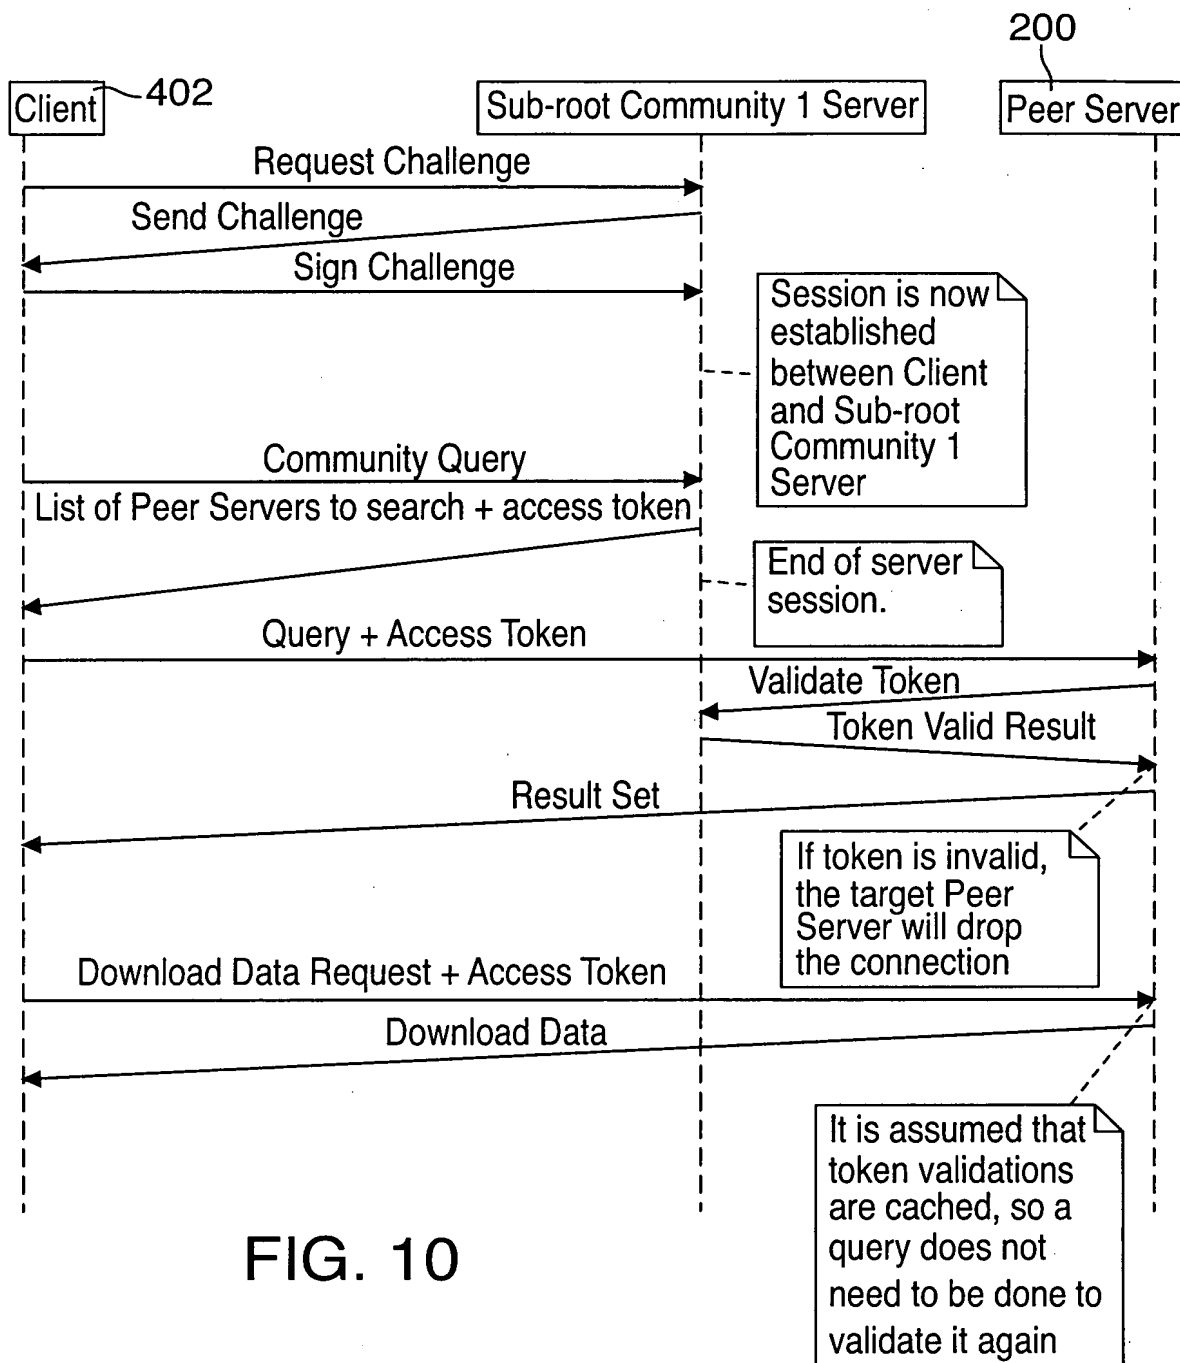 200
Client
402
Sub-root Community 1 Server
Peer Server
Request Challenge
Send Challenge
Sign Challenge
Session is now
established
between Client
and Sub-root
Community 1
Server
Community Query
List of Peer Servers to search + access token
End of server
session.
Query + Access Token
Validate Token
Token Valid Result
Result Set
If token is invalid,
the target Peer
Server will drop
the connection
Download Data Request + Access Token
Download Data
It is assumed that
token validations
are cached, so a
query does not
need to be done to
validate it again
FIG. 10